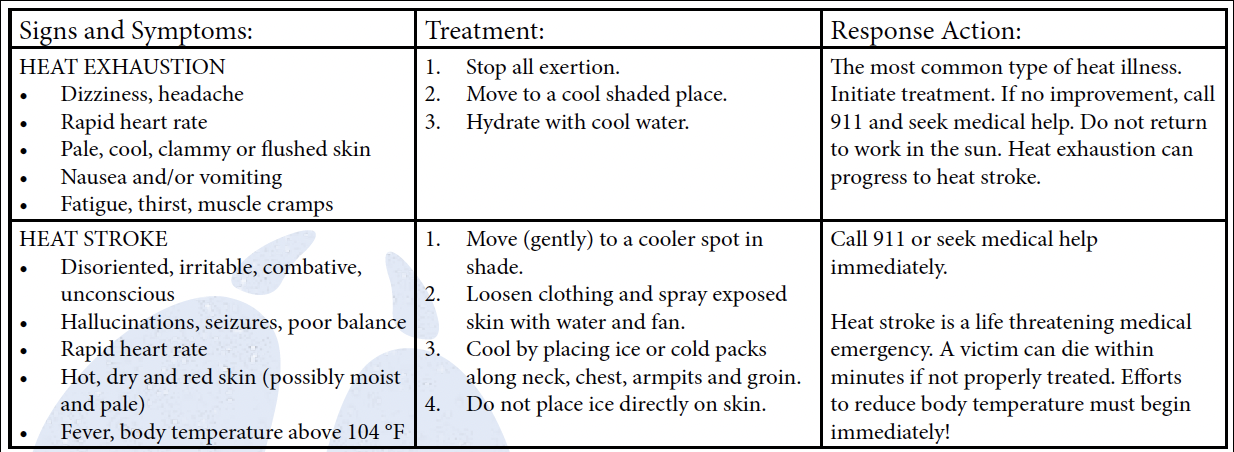 Signs and Symptoms:
Treatment:
Response Action:
HEAT EXHAUSTION
• Dizziness, headache
• Rapid heart rate
• Pale, cool, clammy or flushed skin
• Nausea and/or vomiting
• Fatigue, thirst, muscle cramps
1. Stop all exertion.
2. Move to a cool shaded place.
3. Hydrate with cool water.
The most common type of heat illness.
Initiate treatment. If no improvement, call
911 and seek medical help. Do not return
to work in the sun. Heat exhaustion can
progress to heat stroke.
HEAT STROKE
• Disoriented, irritable, combative,
unconscious
• Hallucinations, seizures, poor balance
• Rapid heart rate
• Hot, dry and red skin (possibly moist
and pale)
• Fever, body temperature above 104 °F
1. Move (gently) to a cooler spot in
shade.
2. Loosen clothing and spray exposed
skin with water and fan.
3. Cool by placing ice or cold packs
along neck, chest, armpits and groin.
4. Do not place ice directly on skin.
Call 911 or seek medical help
immediately.
Heat stroke is a life threatening medical
emergency. A victim can die within
minutes if not properly treated. Efforts
to reduce body temperature must begin
immediately!